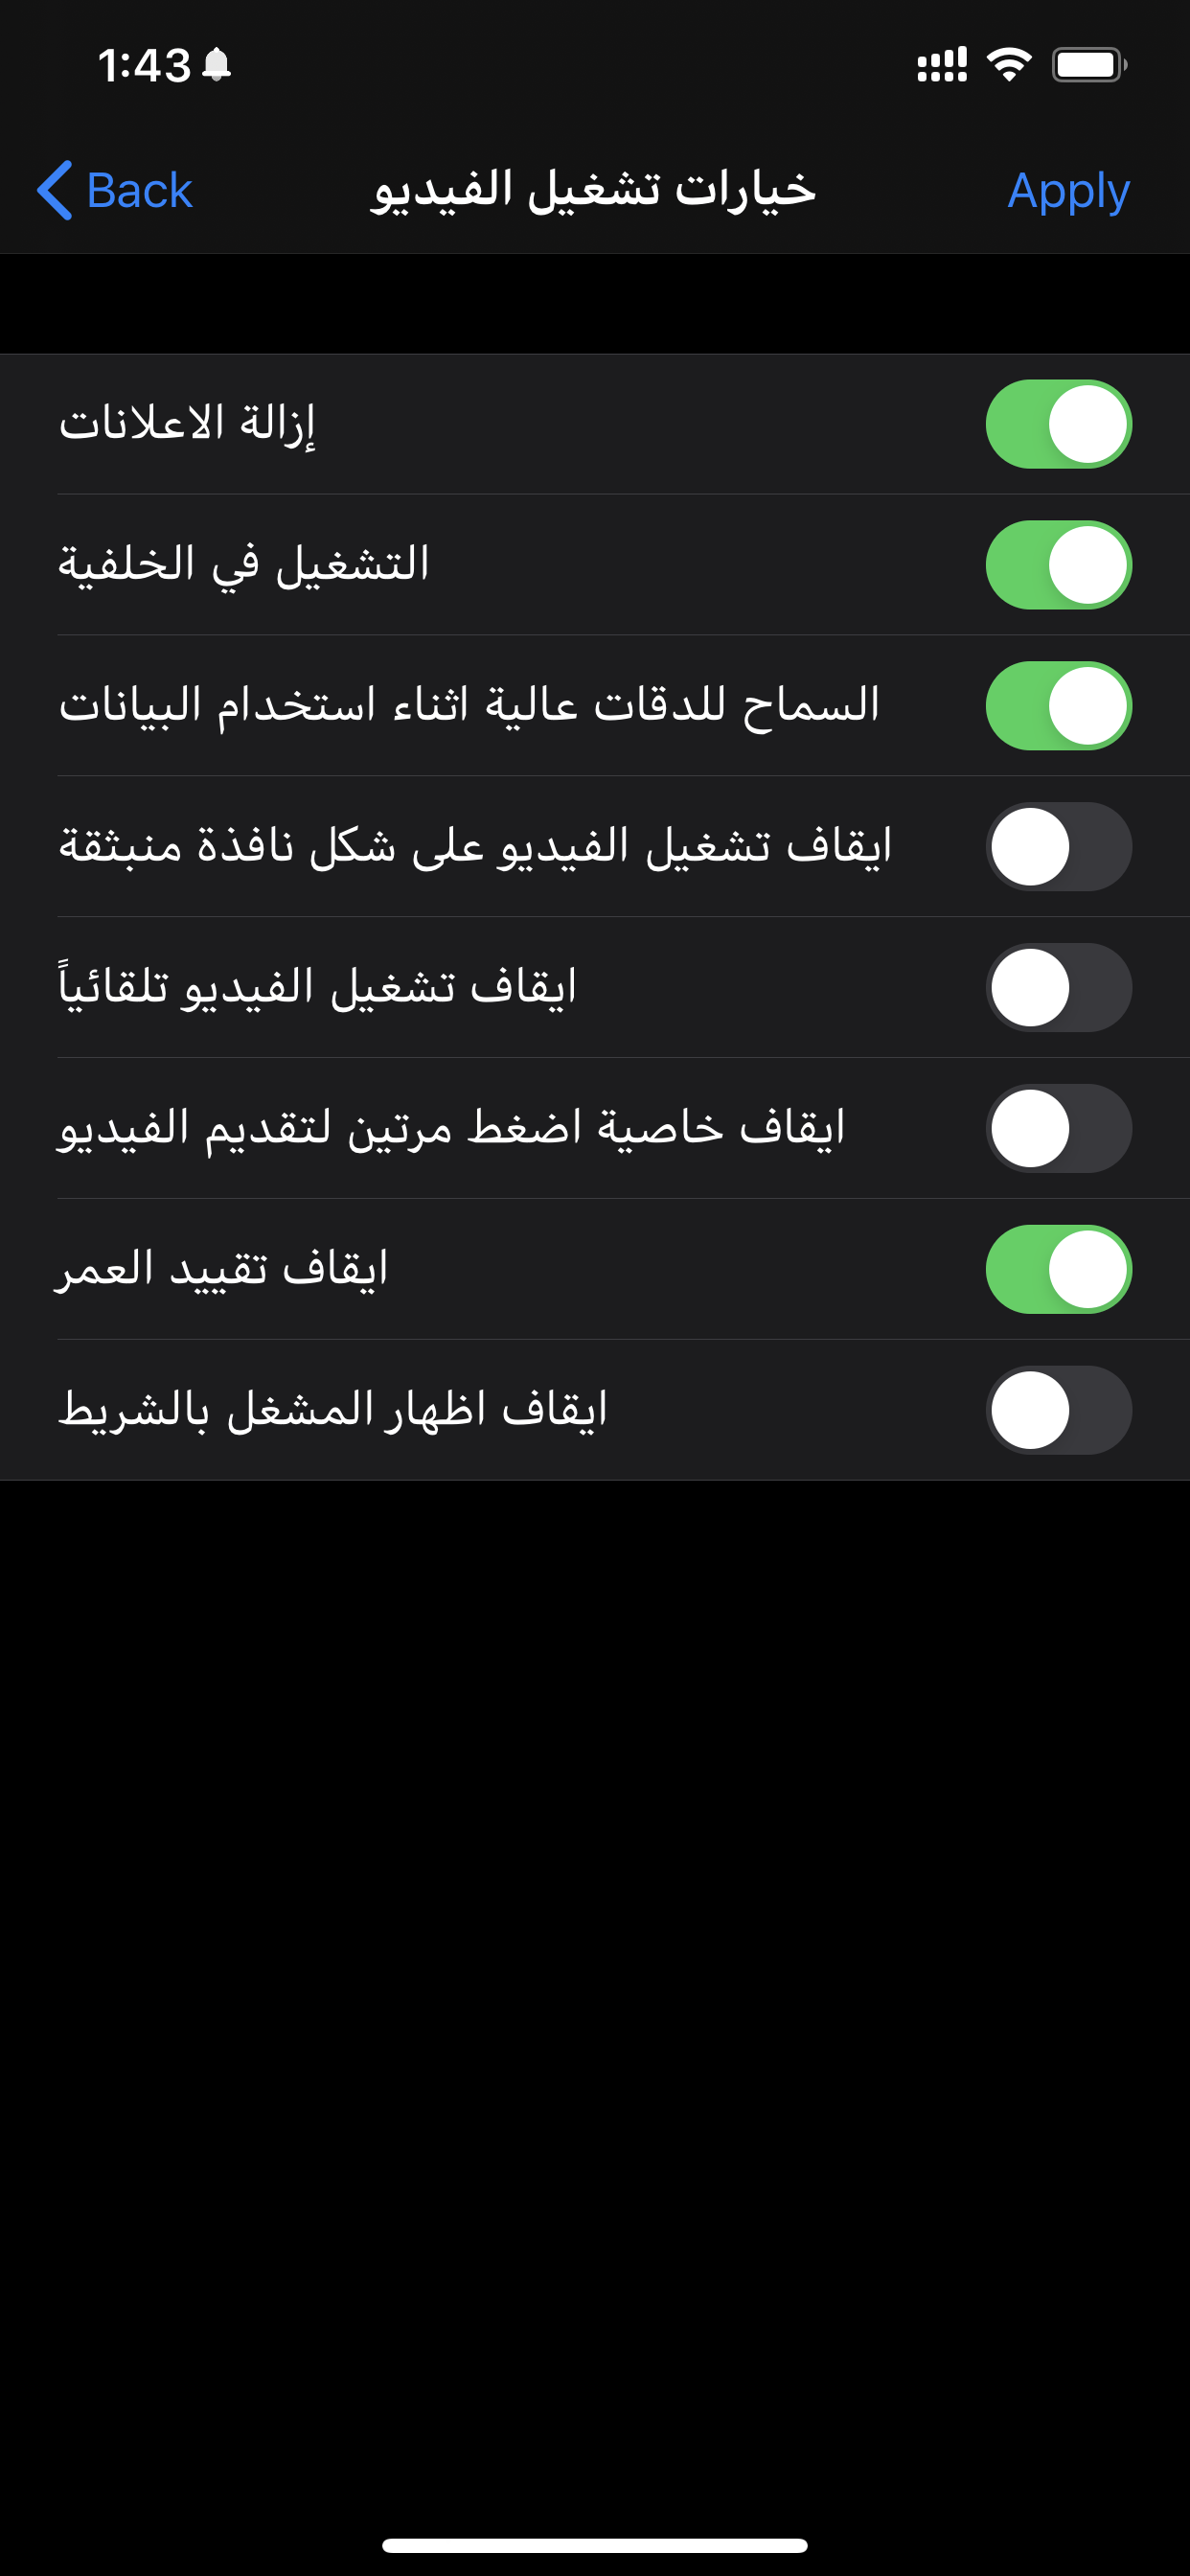 1:43
Back
خيارات تشغيل الفيديو
Apply
إزالة الاعلانات
التشغيل في الخلفية
السماح للدقات عالية اثناء استخدام البيانات
ايقاف تشغيل الفيديو على شكل نافذة منبثقة
ايقاف تشغيل الفيديو تلقائياً
ايقاف خاصية اضغط مرتين لتقديم الفيديو
ايقاف تقييد العمر
ايقاف اظهار المشغل بالشريط